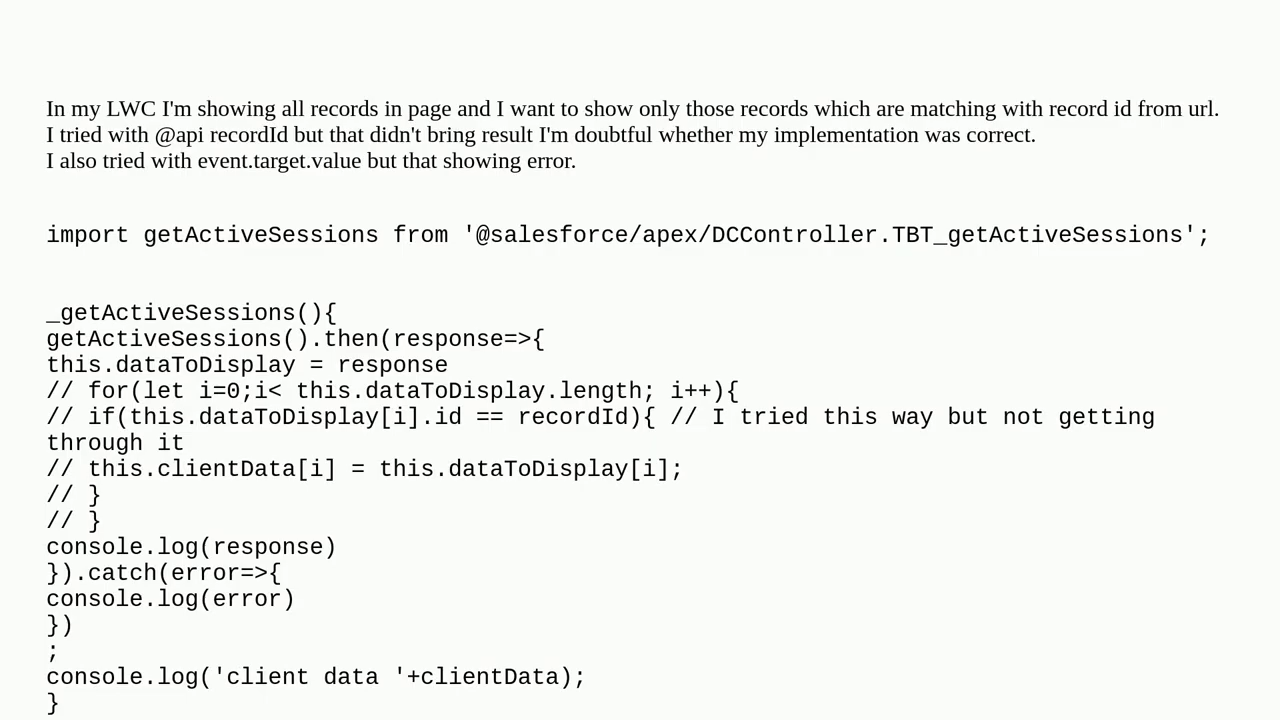 In my LWC I'm showing all records in page and I want to show only those records which are matching with record id from url.
I tried with @api recordId but that didn't bring result I'm doubtful whether my implementation was correct.
I also tried with event.target.value but that showing error.
import getActiveSessions from '@salesforce/apex/DCController.TBT_getActiveSessions';
_getActiveSessions(){
getActiveSessions().then(response=>{
this.dataToDisplay = response
// for(let i=0;i< this.dataToDisplay.length; i++){
// if(this.dataToDisplay[i].id == recordId){ // I tried this way but not getting
through it
// this.clientData[i] = this.dataToDisplay[i];
// }
// }
console.log(response)
}).catch(error=>{
console.log(error)
})
;
console.log('client data '+clientData);
}